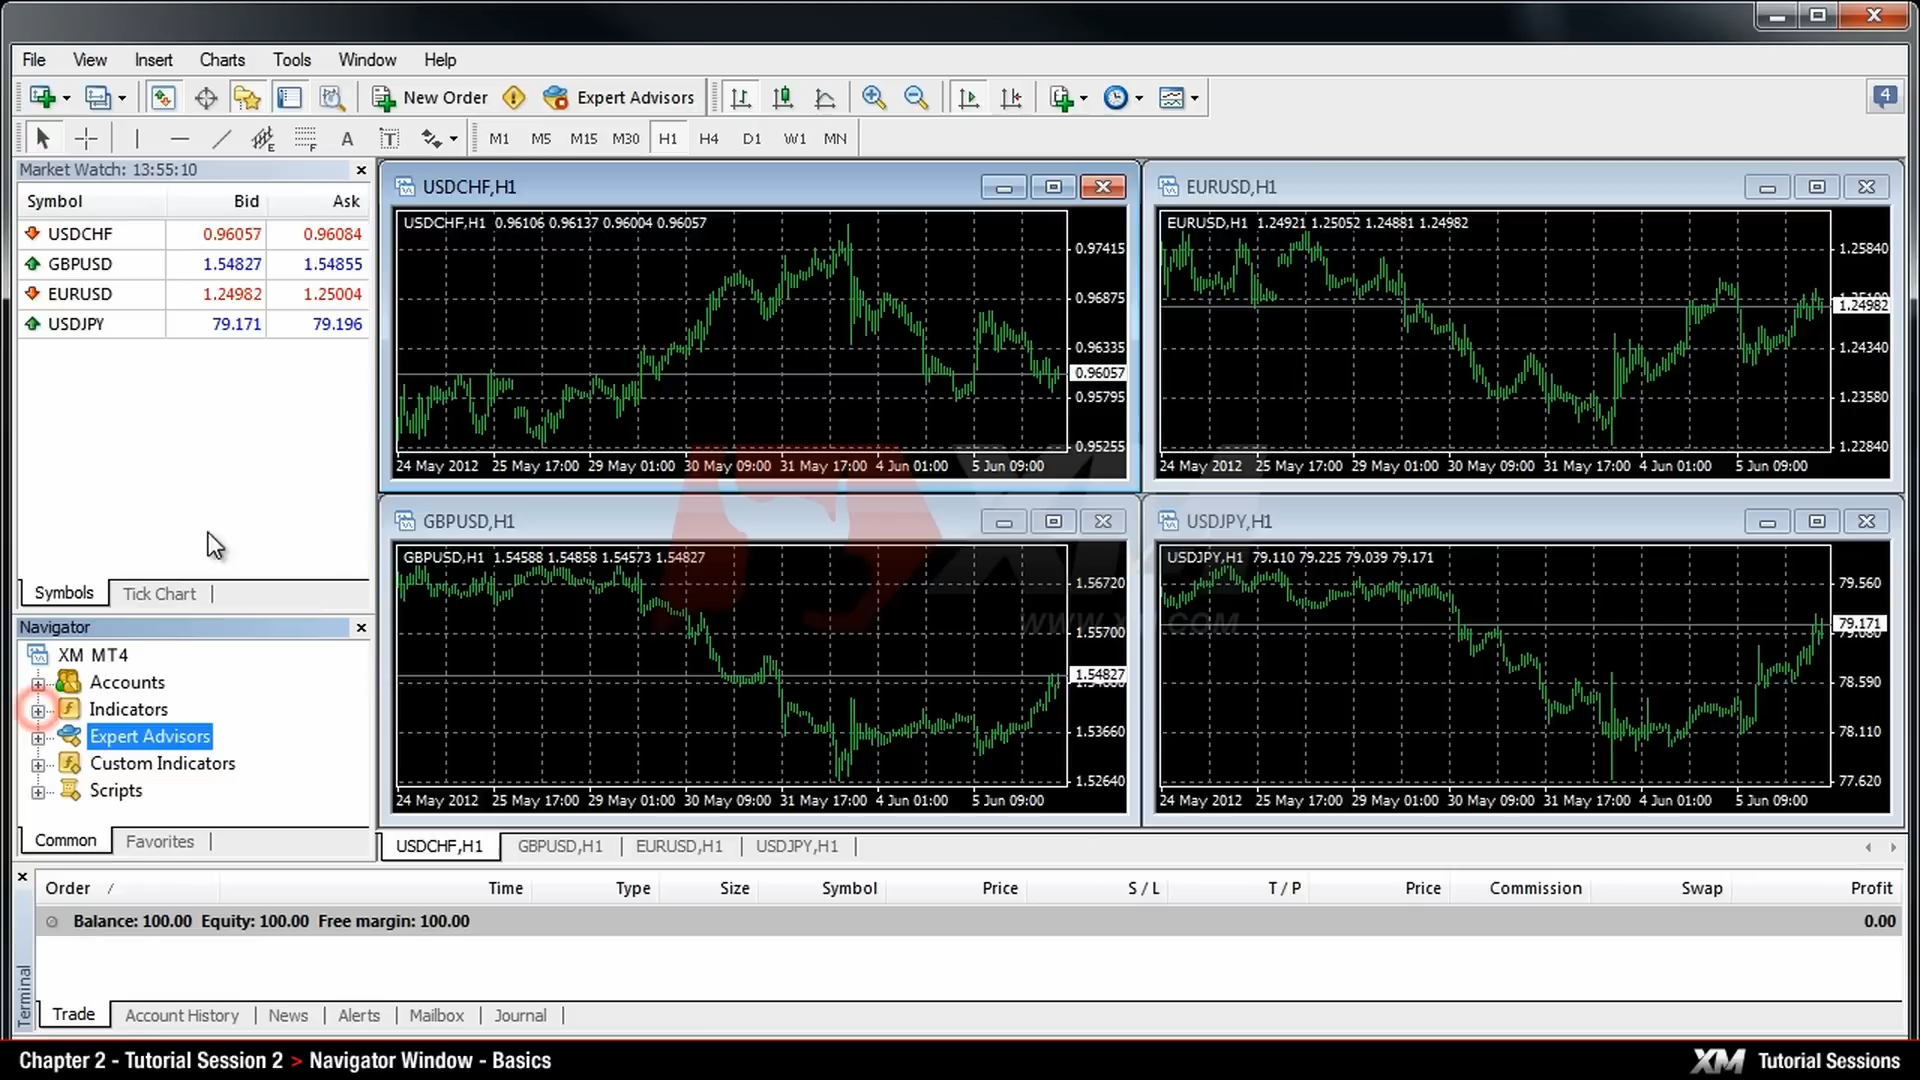 File View Insert Charts Tools Window Help
New Order Expert Advisors
4
A T M1 M5 M15 M30 H1 H4 D1 W1 MN
Market Watch: 13:55:10
Symbol Bid Ask
USDCHF 0.96057 0.96084
GBPUSD 1.54827 1.54855
EURUSD 1.24982 1.25004
USDJPY 79.171 79.196
Symbols Tick Chart
Navigator
XM MT4
Accounts
Indicators
Expert Advisors
Custom Indicators
Scripts
Common Favorites
USDCHF,H1
USDCHF,H1 0.96106 0.96137 0.96004 0.96057
0.97415
0.96875
0.96335
0.96057
0.95795
0.95255
24 May 2012 25 May 17:00 29 May 01:00 30 May 09:00 31 May 17:00 4 Jun 01:00 5 Jun 09:00
EURUSD,H1
EURUSD,H1 1.24921 1.25052 1.24881 1.24982
1.25840
1.24982
1.24340
1.23580
1.22840
24 May 2012 25 May 17:00 29 May 01:00 30 May 09:00 31 May 17:00 4 Jun 01:00 5 Jun 09:00
GBPUSD,H1
GBPUSD,H1 1.54588 1.54858 1.54573 1.54827
1.56720
1.55700
1.54827
1.53660
1.52640
24 May 2012 25 May 17:00 29 May 01:00 30 May 09:00 31 May 17:00 4 Jun 01:00 5 Jun 09:00
USDJPY,H1
USDJPY,H1 79.110 79.225 79.039 79.171
79.560
79.171
78.590
78.110
77.620
24 May 2012 25 May 17:00 29 May 01:00 30 May 09:00 31 May 17:00 4 Jun 01:00 5 Jun 09:00
XM
WWW.XM.COM
USDCHF,H1 GBPUSD,H1 EURUSD,H1 USDJPY,H1
Order / Time Type Size Symbol Price S / L T / P Price Commission Swap Profit
Balance: 100.00 Equity: 100.00 Free margin: 100.00 0.00
Terminal
Trade Account History News Alerts Mailbox Journal
Chapter 2 - Tutorial Session 2 > Navigator Window - Basics
XM Tutorial Sessions